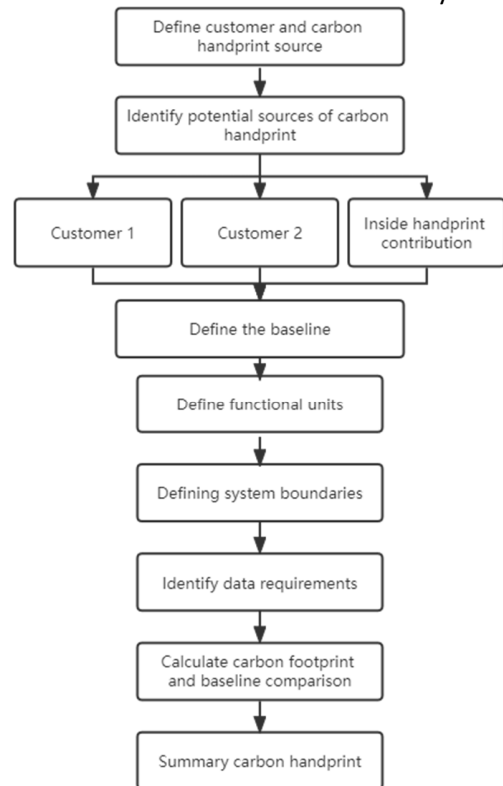 Define customer and carbon
handprint source
Identify potential sources of carbon
handprint
Customer 1
Customer 2
Inside handprint
contribution
Define the baseline
Define functional units
Defining system boundaries
Identify data requirements
Calculate carbon footprint
and baseline comparison
Summary carbon handprint